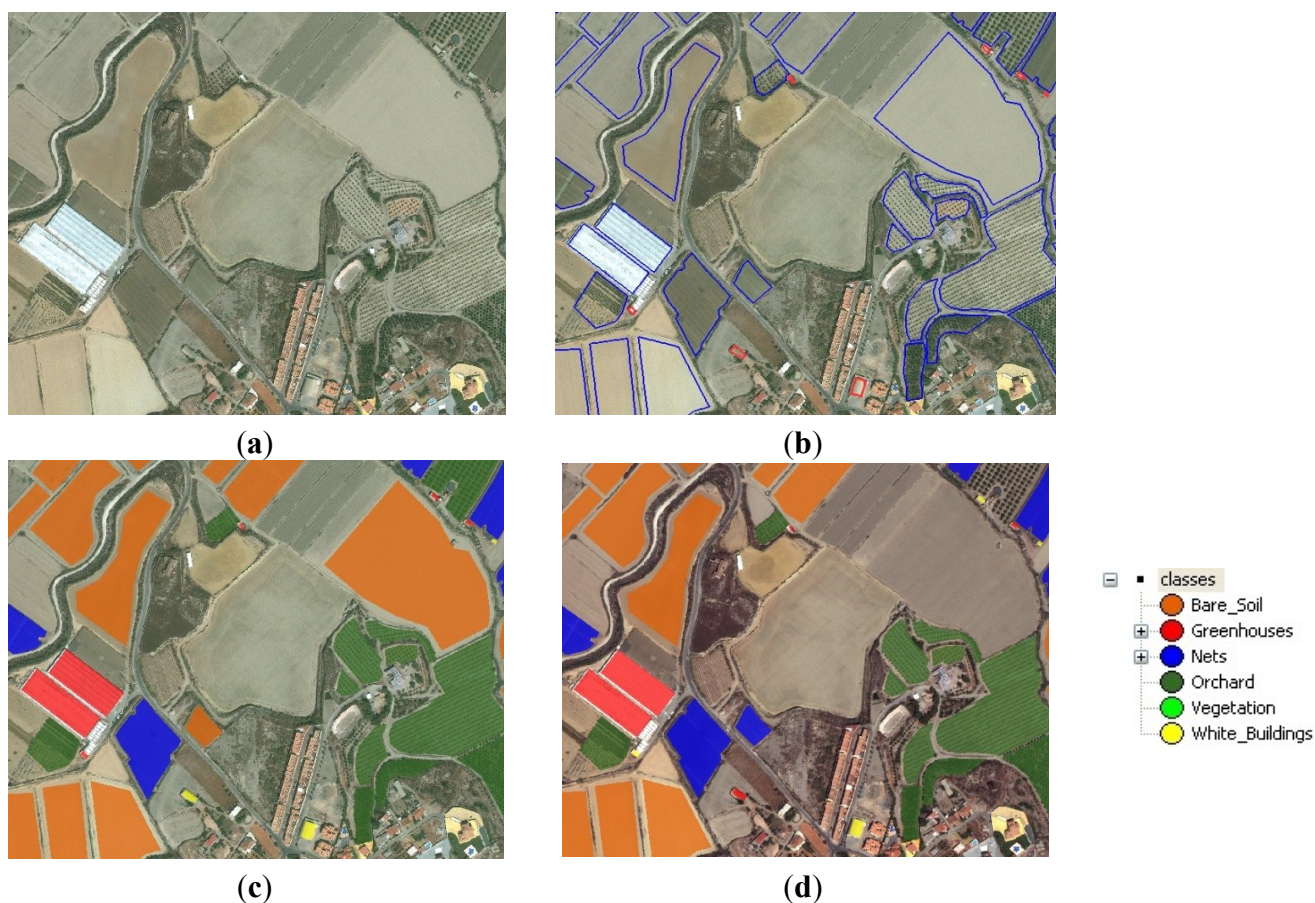 (a)
(b)
(c)
(d)
classes
Bare_Soil
Greenhouses
Nets
Orchard
Vegetation
White_Buildings